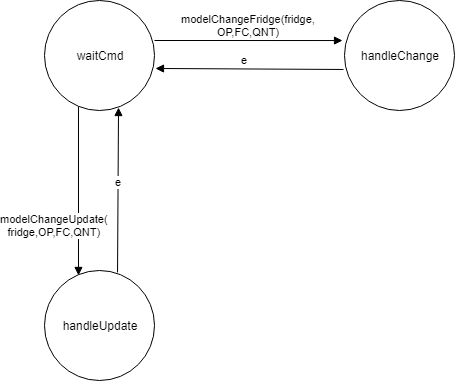 modelChangeFridge(fridge,
OP,FC,QNT)
waitCmd
handleChange
e
e
modelChangeUpdate(
fridge,OP,FC,QNT)
handleUpdate